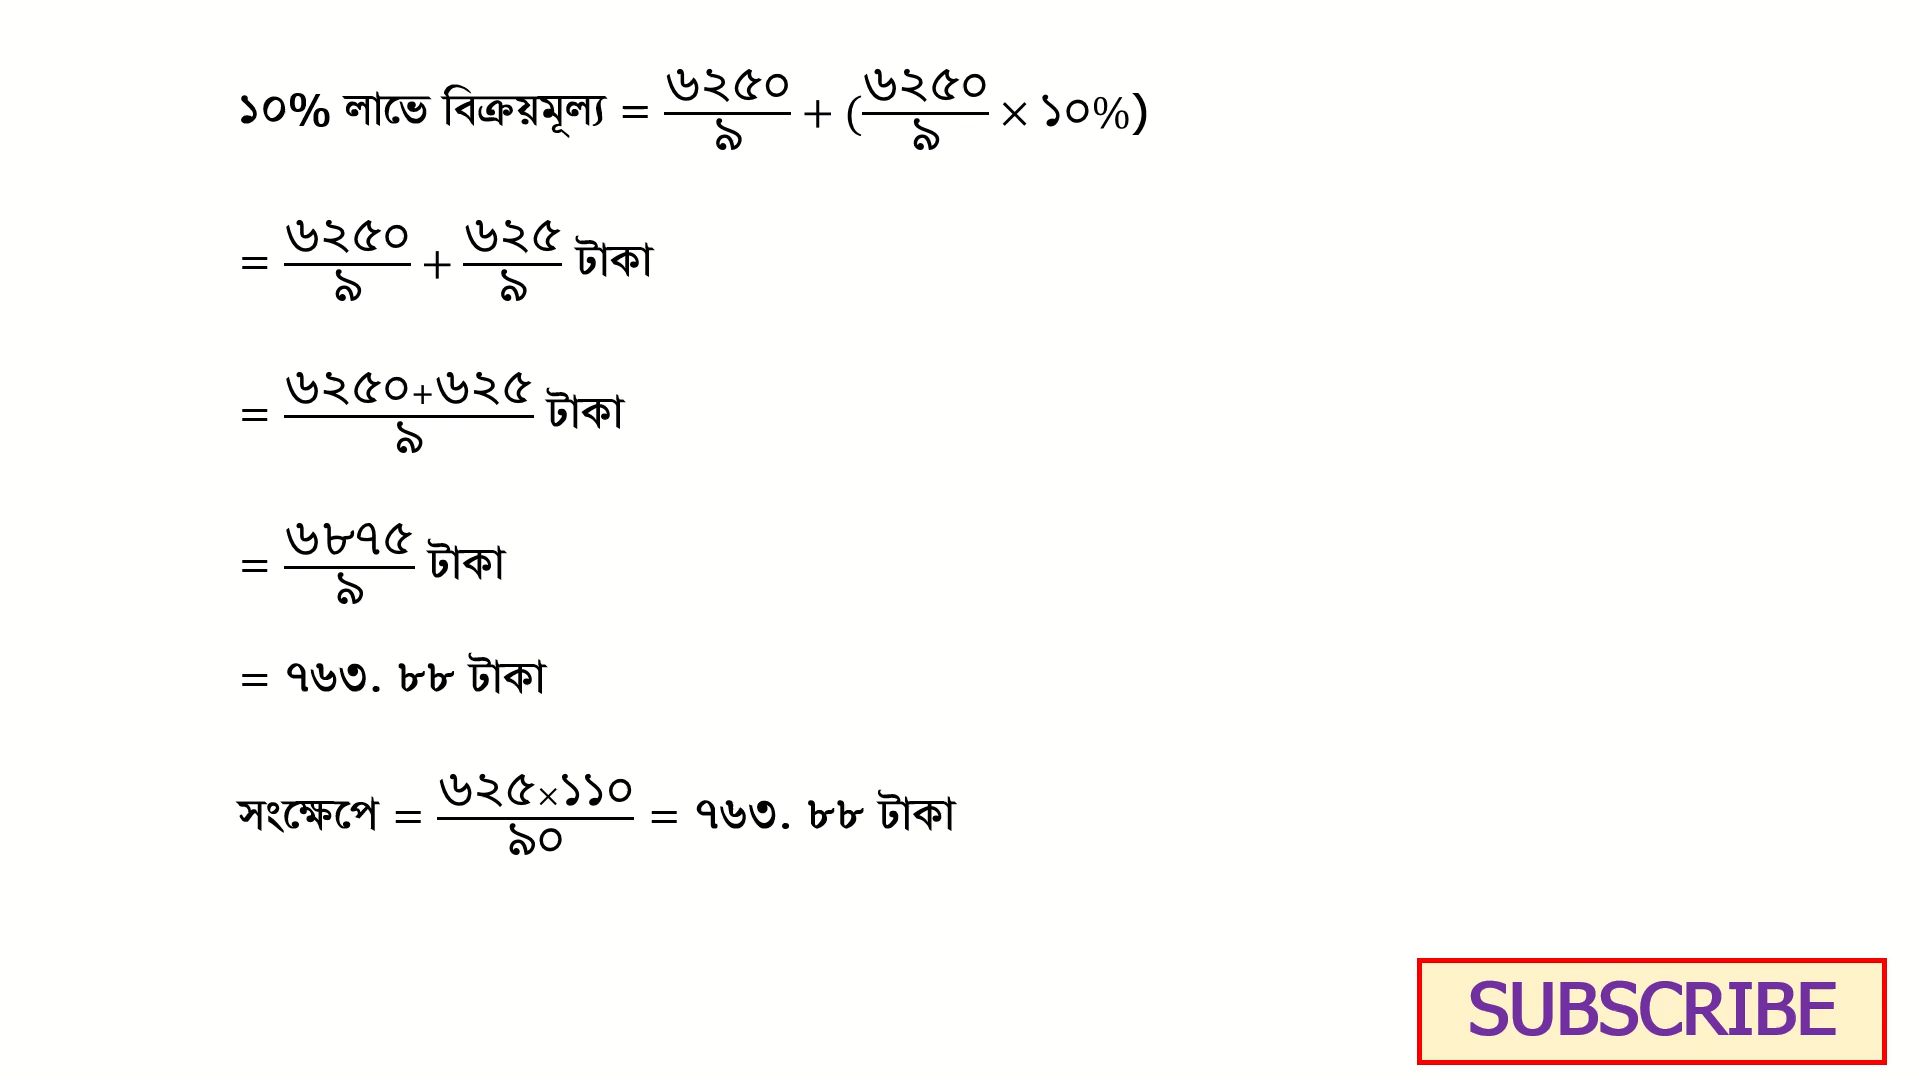 ১০% লাভে বিক্রয়মূল্য = ৬২৫০/৯ + (৬২৫০/৯ × ১০%)
= ৬২৫০/৯ + ৬২৫/৯ টাকা
= ৬২৫০+৬২৫/৯ টাকা
= ৬৮৭৫/৯ টাকা
= ৭৬৩. ৮৮ টাকা
সংক্ষেপে = ৬২৫×১১০/৯০ = ৭৬৩. ৮৮ টাকা
SUBSCRIBE